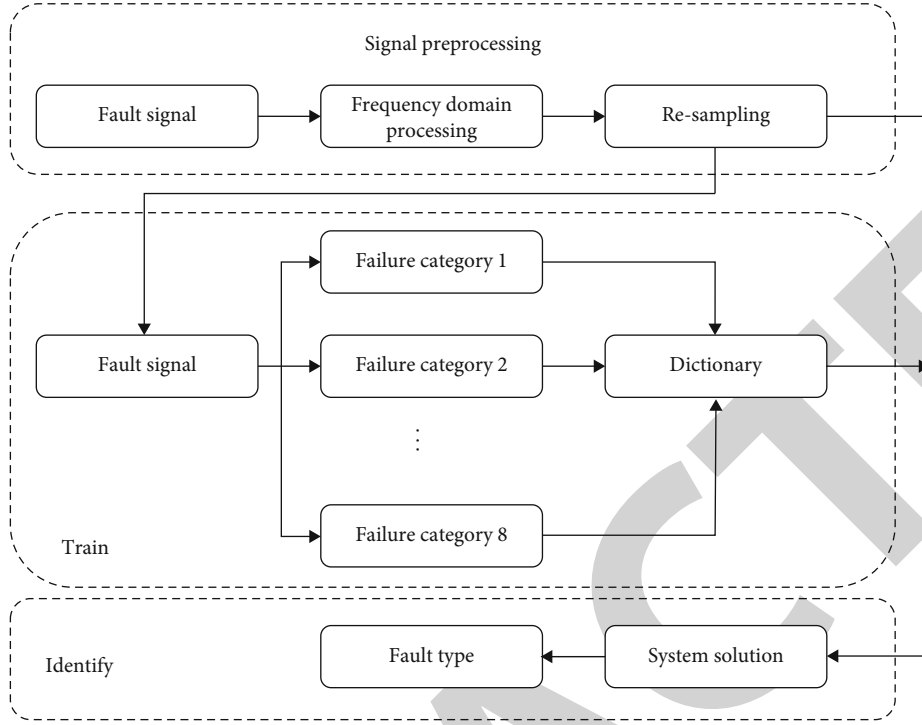 Signal preprocessing
Fault signal
Frequency domain
processing
Re-sampling
Failure category 1
Fault signal
Failure category 2
Dictionary
⋮
Failure category 8
Train
Identify
Fault type
System solution